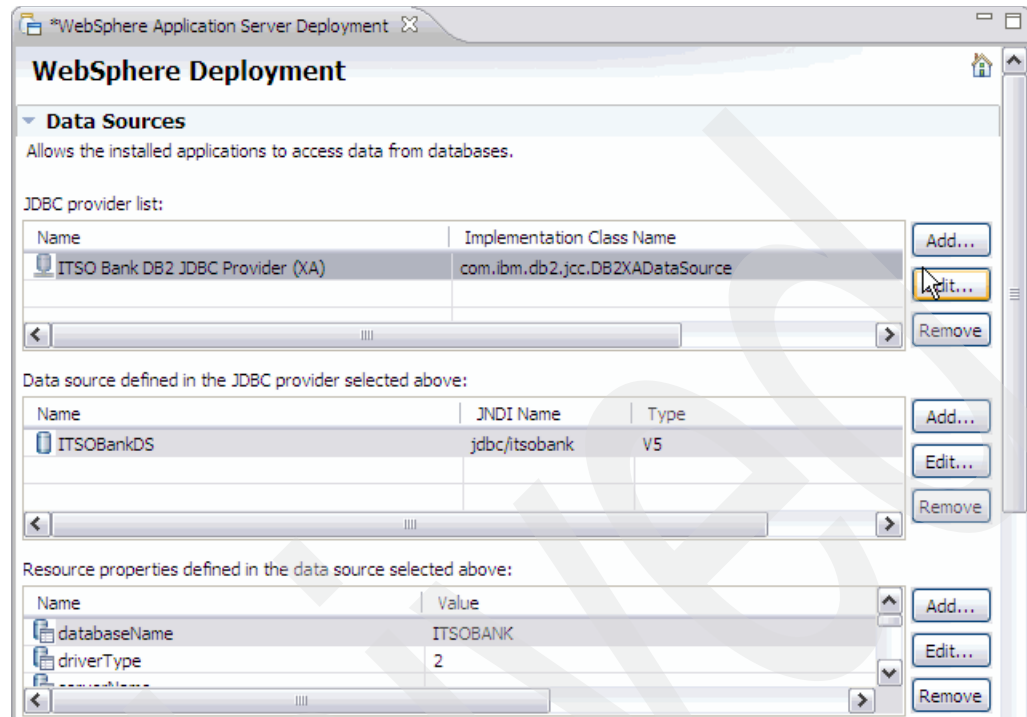 *WebSphere Application Server Deployment
WebSphere Deployment
Data Sources
Allows the installed applications to access data from databases.
JDBC provider list:
Name Implementation Class Name
ITSO Bank DB2 JDBC Provider (XA) com.ibm.db2.jcc.DB2XADataSource
Add...
Edit...
Remove
Data source defined in the JDBC provider selected above:
Name JNDI Name Type
ITSOBankDS jdbc/itsobank V5
Add...
Edit...
Remove
Resource properties defined in the data source selected above:
Name Value
databaseName ITSOBANK
driverType 2
Add...
Edit...
Remove